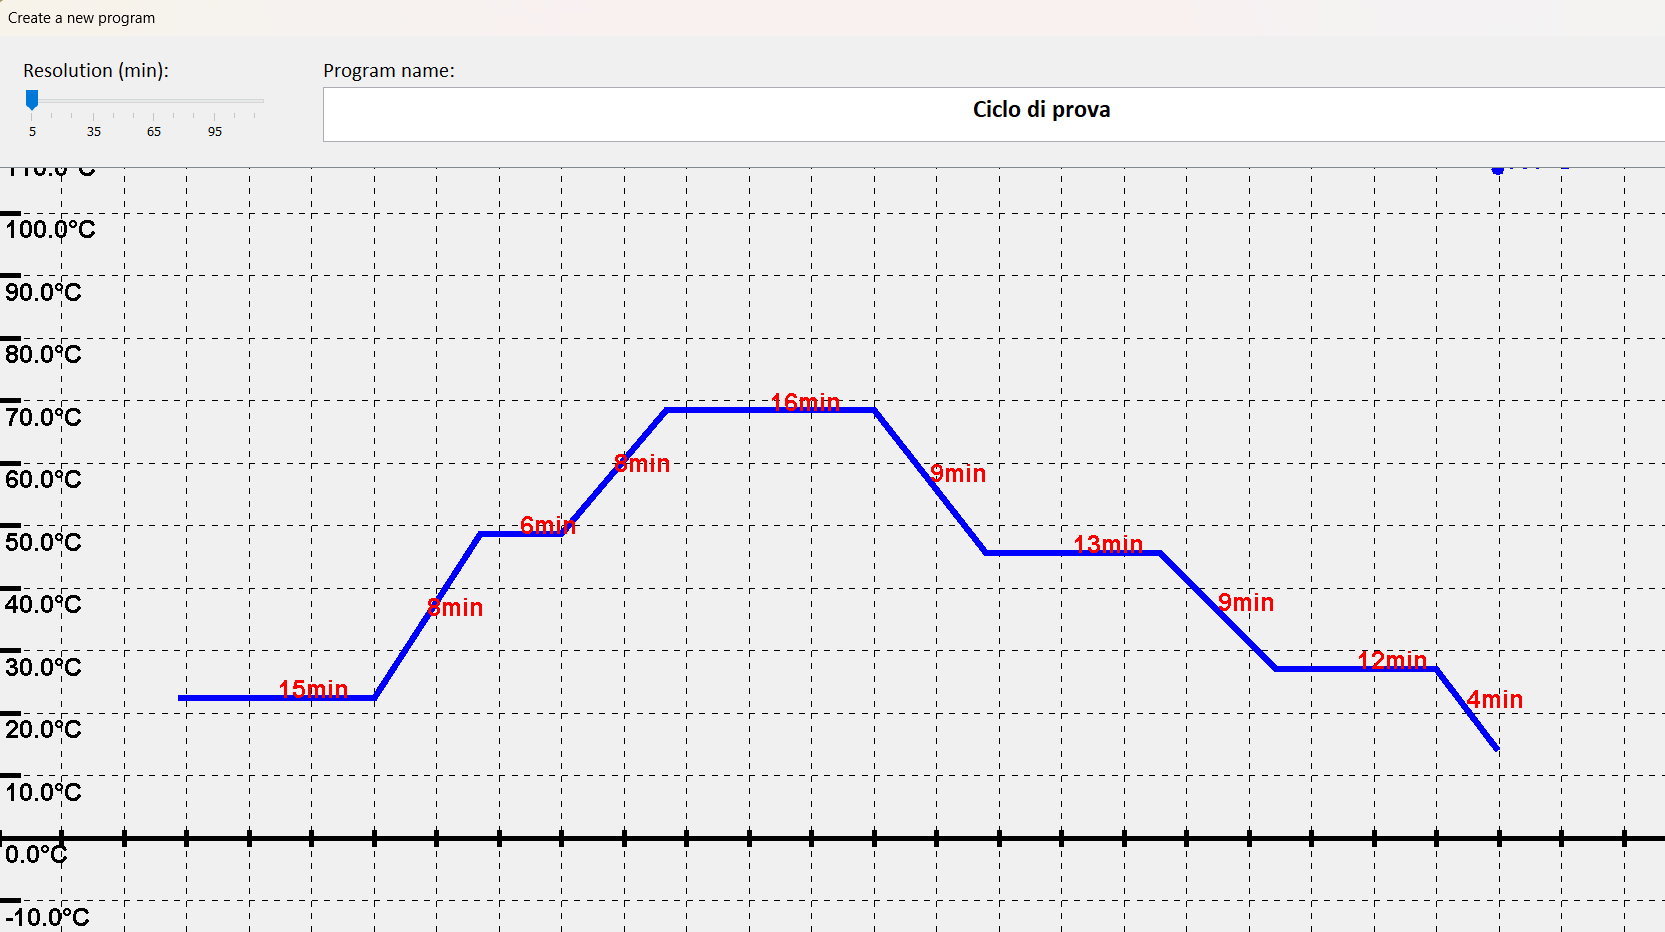 Create a new program
Resolution (min):
Program name:
Ciclo di prova
5 35 65 95
110.0°C
100.0°C
90.0°C
80.0°C
70.0°C
16min
60.0°C
8min
9min
50.0°C
6min
13min
40.0°C
8min
9min
30.0°C
15min
12min
4min
20.0°C
10.0°C
0.0°C
-10.0°C